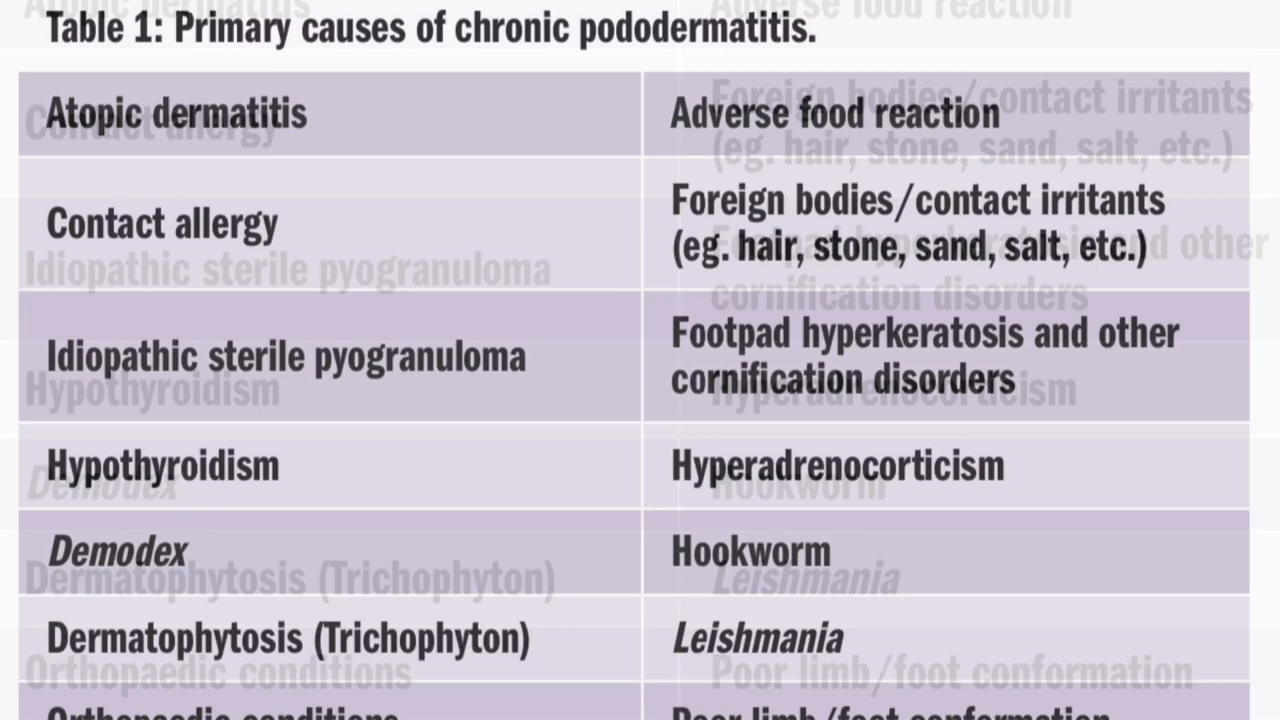 Table 1: Primary causes of chronic pododermatitis.
Atopic dermatitis
Adverse food reaction
Contact allergy
Foreign bodies/contact irritants
(eg. hair, stone, sand, salt, etc.)
Idiopathic sterile pyogranuloma
Footpad hyperkeratosis and other
cornification disorders
Hypothyroidism
Hyperadrenocorticism
Demodex
Hookworm
Dermatophytosis (Trichophyton)
Leishmania
Orthopaedic conditions
Poor limb/foot conformation